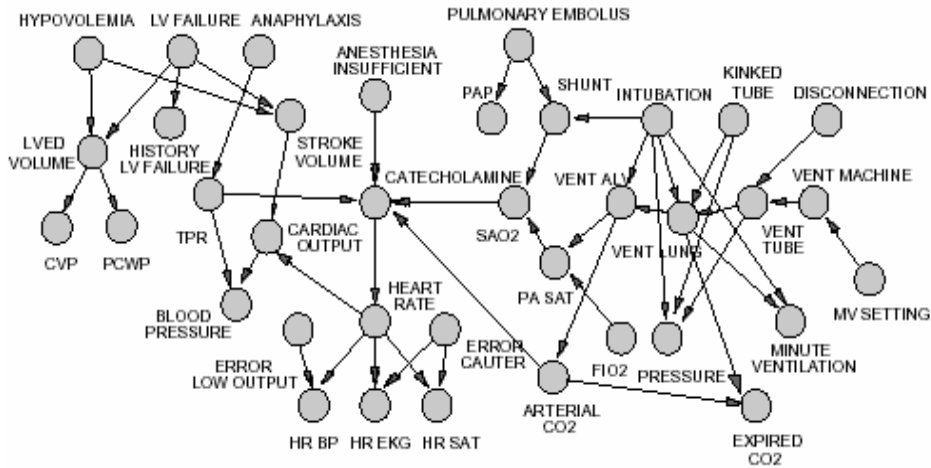 HYPOVOLEMIA
LV FAILURE
ANAPHYLAXIS
PULMONARY EMBOLUS
ANESTHESIA
INSUFFICIENT
PAP
SHUNT
INTUBATION
KINKED
TUBE
DISCONNECTION
LVED
VOLUME
HISTORY
LV FAILURE
STROKE
VOLUME
CATECHOLAMINE
VENT ALV
VENT MACHINE
TPR
CARDIAC
OUTPUT
SAO2
VENT LUNG
VENT
TUBE
CVP
PCWP
PA SAT
BLOOD
PRESSURE
HEART
RATE
MV SETTING
ERROR
LOW OUTPUT
ERROR
CAUTER
FIO2
PRESSURE
MINUTE
VENTILATION
HR BP
HR EKG
HR SAT
ARTERIAL
CO2
EXPIRED
CO2